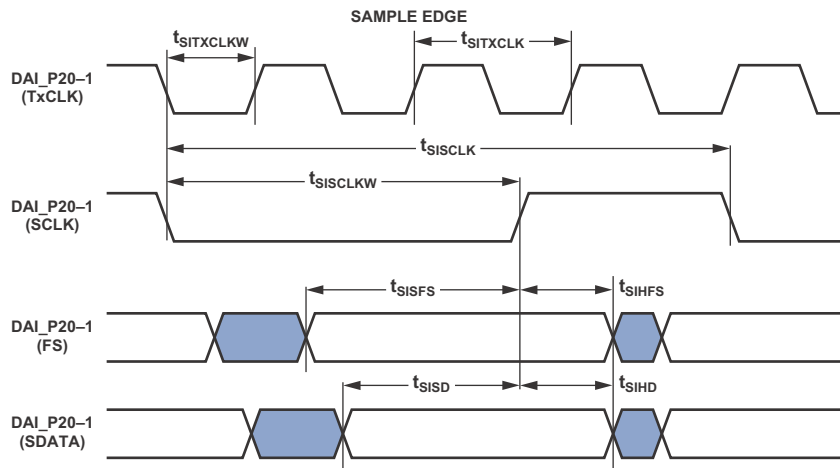 SAMPLE EDGE
tSITXCLKW
tSITXCLK
DAI_P20–1
(TxCLK)
tSISCLK
tSISCLKW
DAI_P20–1
(SCLK)
tSISFS
tSIHFS
DAI_P20–1
(FS)
tSISD
tSIHD
DAI_P20–1
(SDATA)